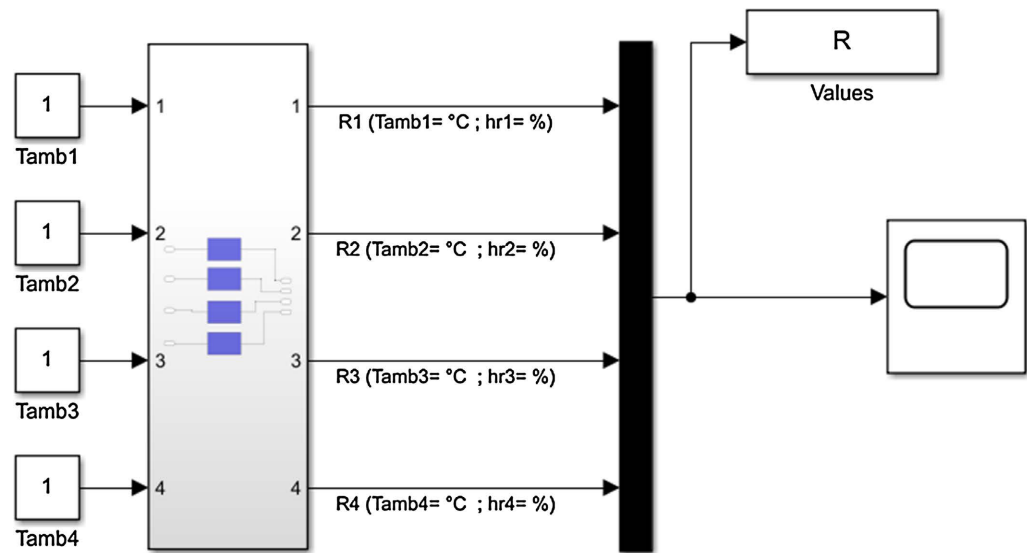 R
Values
1
Tamb1
1
1
R1 (Tamb1= °C ; hr1= %)
1
Tamb2
2
2
R2 (Tamb2= °C  ; hr2= %)
1
Tamb3
3
3
R3 (Tamb3= °C  ; hr3= %)
1
Tamb4
4
4
R4 (Tamb4= °C  ; hr4= %)